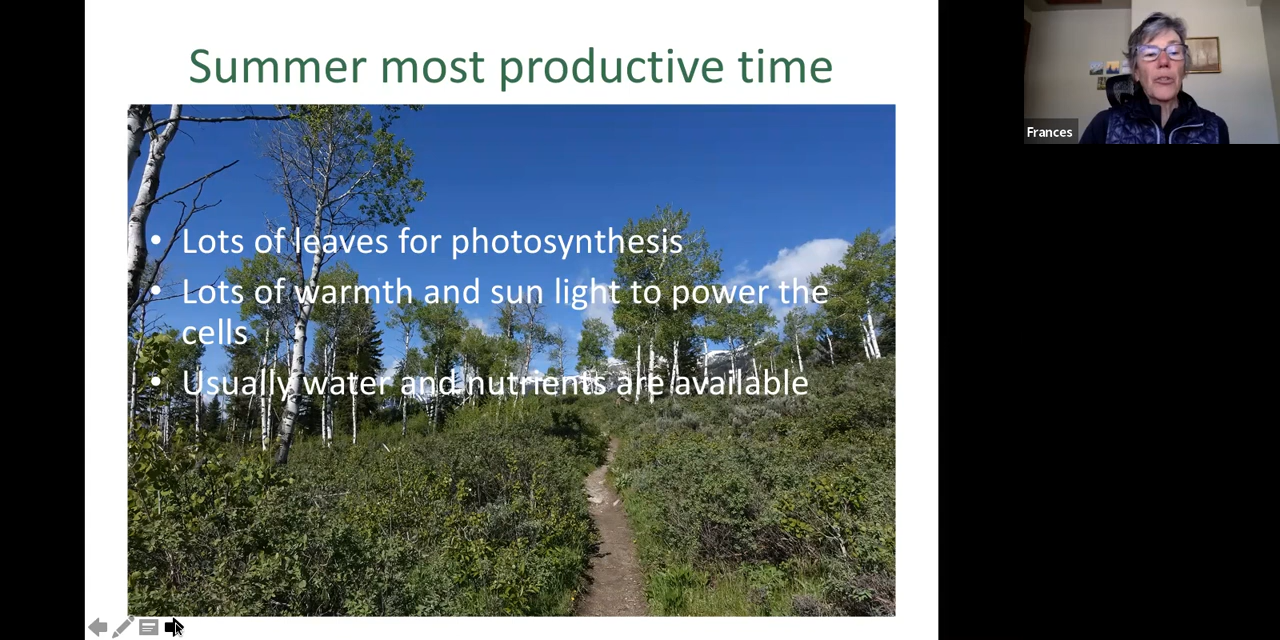 Summer most productive time
• Lots of leaves for photosynthesis
• Lots of warmth and sun light to power the
cells
• Usually water and nutrients are available
Frances